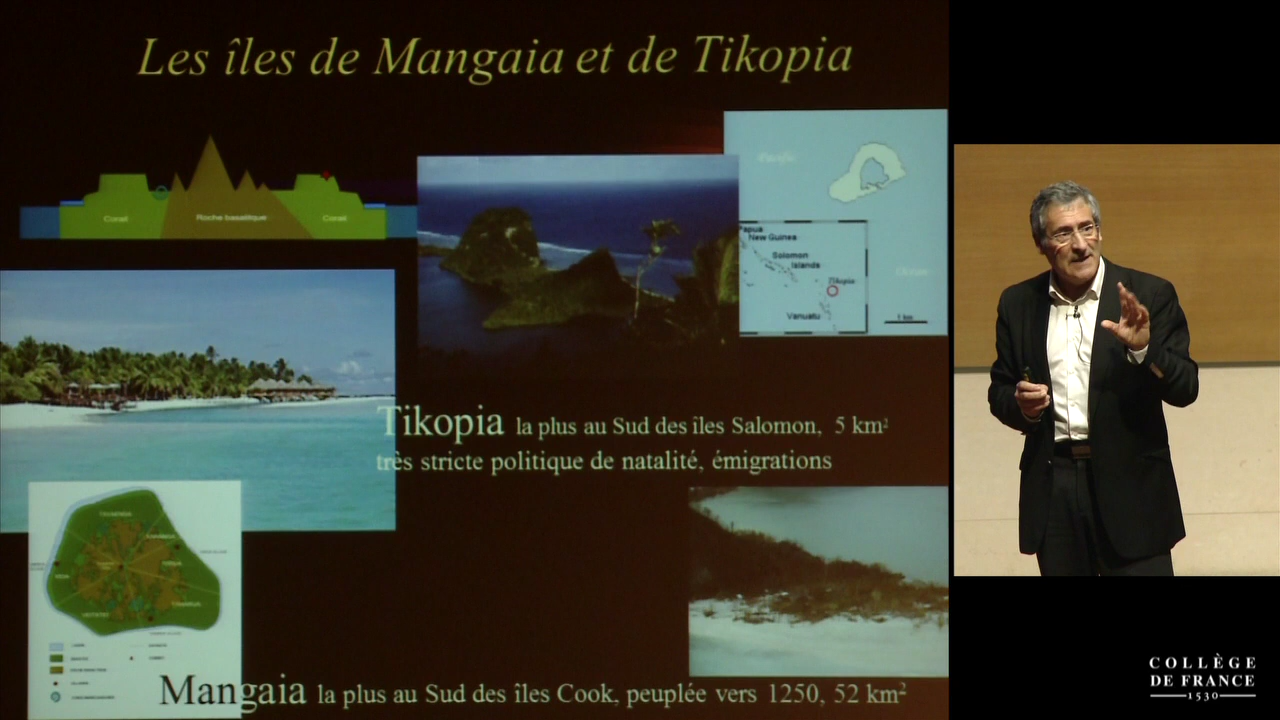 Les îles de Mangaia et de Tikopia
Corail
Roche basaltique
Corail
Pacific
Papua
New Guinea
Solomon
Islands
Tikopia
Vanuatu
Ocean
1 km
Tikopia la plus au Sud des îles Salomon, 5 km²
très stricte politique de natalité, émigrations
Mangaia la plus au Sud des îles Cook, peuplée vers 1250, 52 km²
COLLÈGE
DE FRANCE
1530